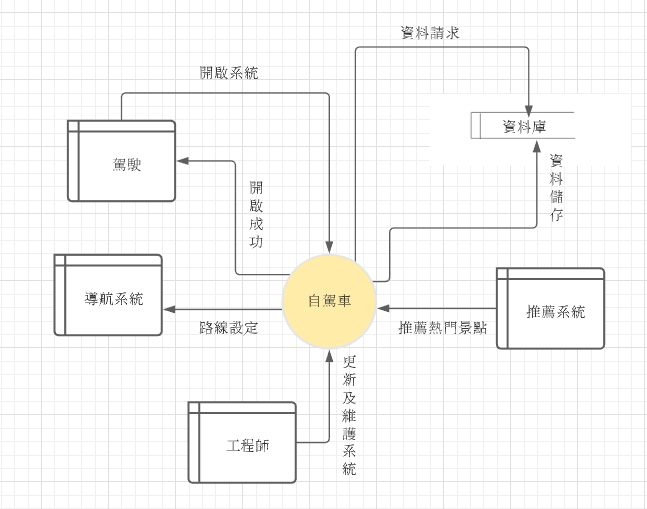 資料請求
開啟系統
資料庫
駕駛
資料儲存
開啟成功
導航系統
自駕車
推薦系統
路線設定
推薦熱門景點
更新及維護系統
工程師